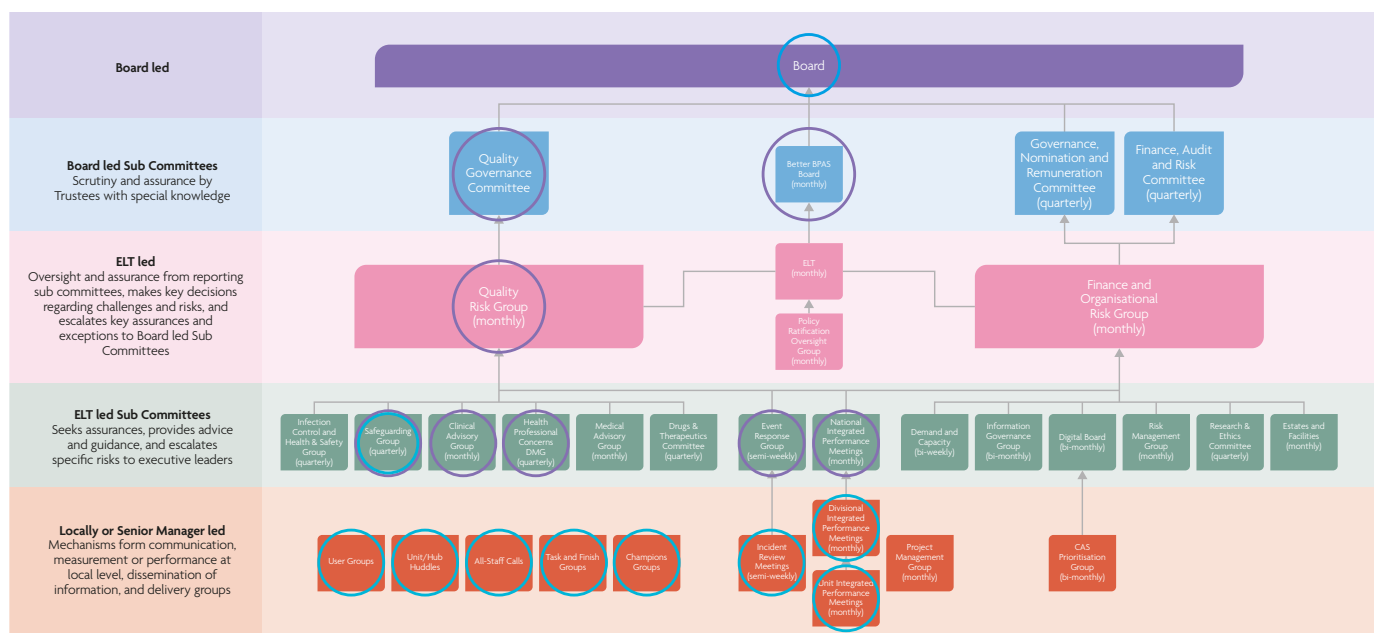 Board led
Board
Board led Sub Committees
Scrutiny and assurance by
Trustees with special knowledge
Quality
Governance
Committee
Better BPAS
Board
(monthly)
Governance,
Nomination and
Remuneration
Committee
(quarterly)
Finance, Audit
and Risk
Committee
(quarterly)
ELT led
Oversight and assurance from reporting
sub committees, makes key decisions
regarding challenges and risks, and
escalates key assurances and
exceptions to Board led Sub
Committees
Quality
Risk Group
(monthly)
ELT
(monthly)
Policy
Ratification
Oversight
Group
(monthly)
Finance and
Organisational
Risk Group
(monthly)
ELT led Sub Committees
Seeks assurances, provides advice
and guidance, and escalates
specific risks to executive leaders
Infection
Control and
Health & Safety
Group
(quarterly)
Safeguarding
Group
(quarterly)
Clinical
Advisory Group
(monthly)
Health
Professional
Concerns
DMG
(quarterly)
Medical
Advisory Group
(monthly)
Drugs &
Therapeutics
Committee
(quarterly)
Event
Response
Group
(semi-weekly)
National
Integrated
Performance
Meetings
(monthly)
Demand and
Capacity
(bi-weekly)
Information
Governance
Group
(bi-monthly)
Digital Board
(bi-monthly)
Risk
Management
Group
(monthly)
Research &
Ethics
Committee
(quarterly)
Estates and
Facilities
(monthly)
Locally or Senior Manager led
Mechanisms form communication,
measurement or performance at
local level, dissemination of
information, and delivery groups
User Groups
Unit/Hub
Huddles
All-Staff Calls
Task and Finish
Groups
Champions
Groups
Incident
Review
Meetings
(semi-weekly)
Divisional
Integrated
Performance
Meetings
(monthly)
Unit Integrated
Performance
Meetings
(monthly)
Project
Management
Group
(monthly)
CAS
Prioritisation
Group
(bi-monthly)